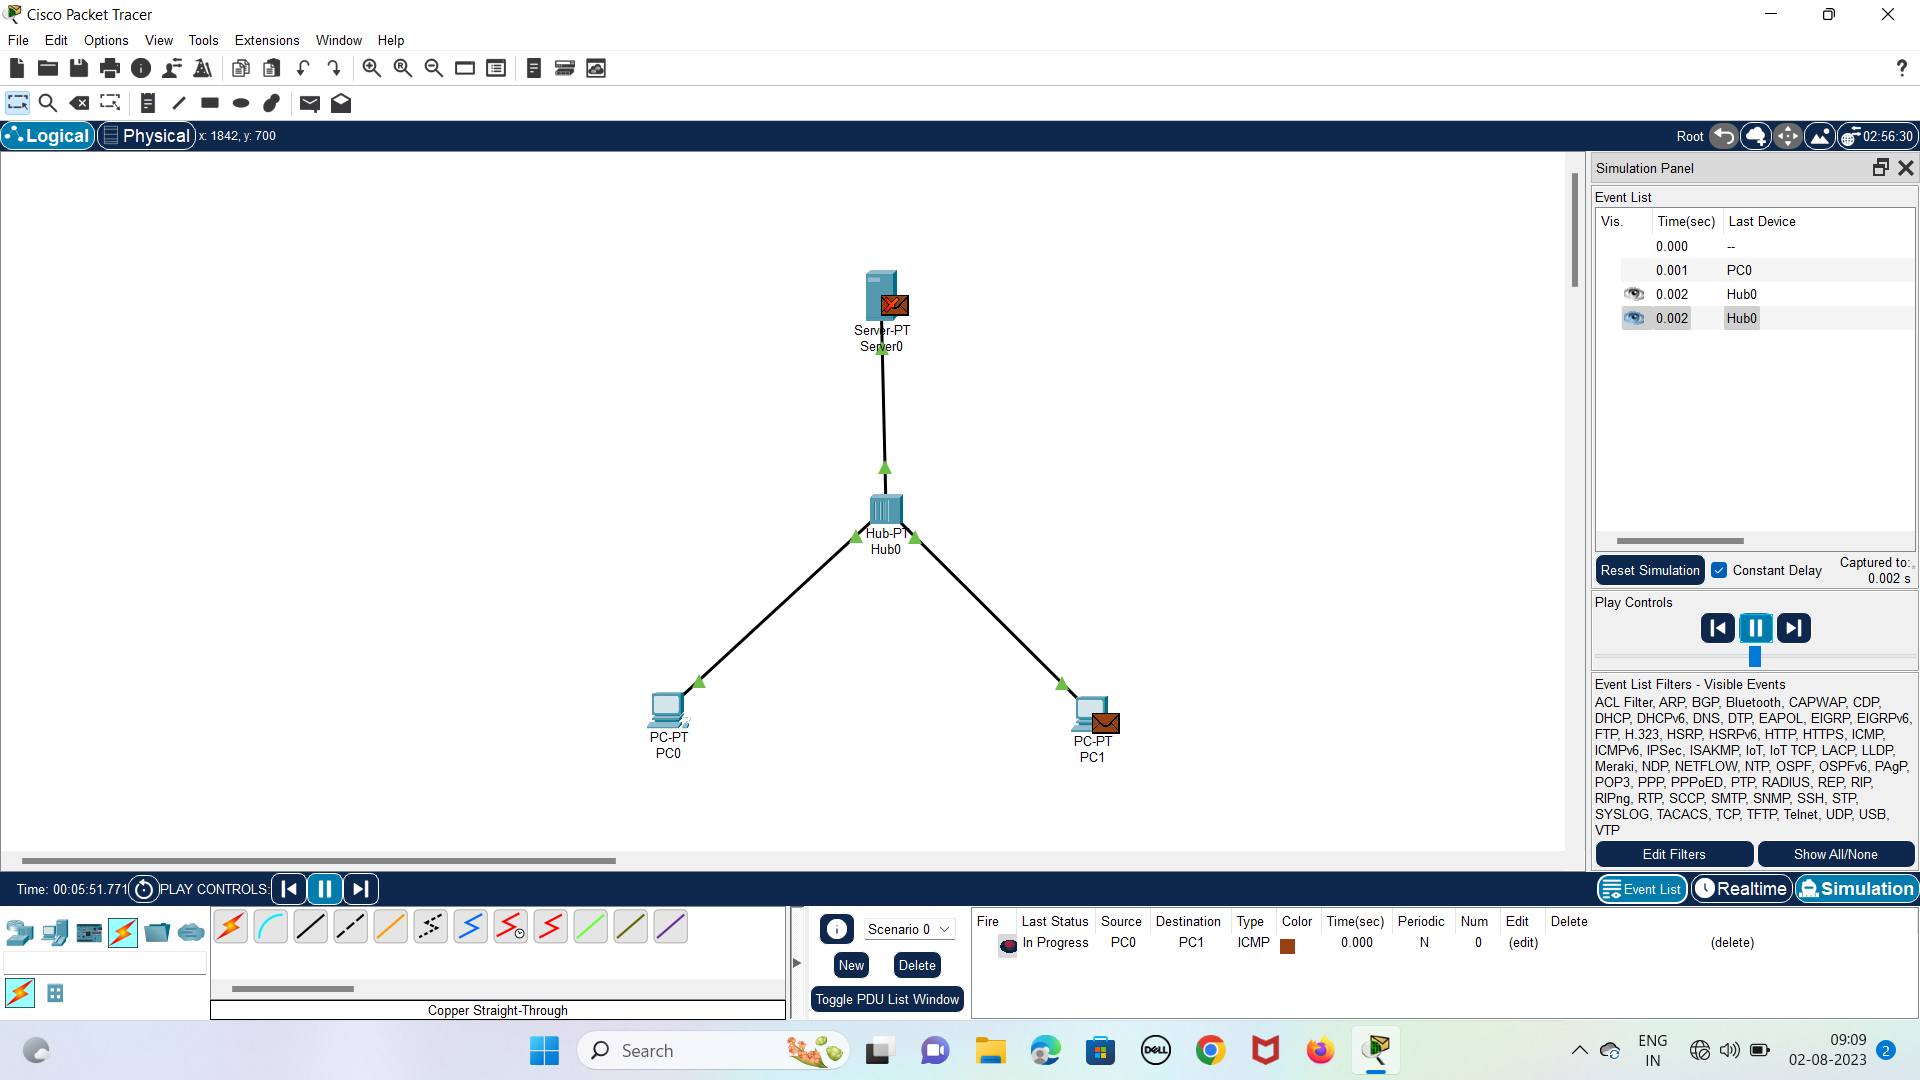 Cisco Packet Tracer
File Edit Options View Tools Extensions Window Help
?
Logical Physical x: 1842, y: 700
Root 02:56:30
Simulation Panel
Event List
Vis. Time(sec) Last Device
0.000 --
0.001 PC0
0.002 Hub0
0.002 Hub0
Server-PT
Server0
Hub-PT
Hub0
PC-PT
PC0
PC-PT
PC1
Reset Simulation Constant Delay
Captured to:
0.002 s
Play Controls
Event List Filters - Visible Events
ACL Filter, ARP, BGP, Bluetooth, CAPWAP, CDP,
DHCP, DHCPv6, DNS, DTP, EAPOL, EIGRP, EIGRPv6,
FTP, H.323, HSRP, HSRPv6, HTTP, HTTPS, ICMP,
ICMPv6, IPSec, ISAKMP, IoT, IoT TCP, LACP, LLDP,
Meraki, NDP, NETFLOW, NTP, OSPF, OSPFv6, PAgP,
POP3, PPP, PPPoED, PTP, RADIUS, REP, RIP,
RIPng, RTP, SCCP, SMTP, SNMP, SSH, STP,
SYSLOG, TACACS, TCP, TFTP, Telnet, UDP, USB,
VTP
Edit Filters Show All/None
Time: 00:05:51.771 PLAY CONTROLS:
Event List Realtime Simulation
Scenario 0
New Delete
Toggle PDU List Window
Fire Last Status Source Destination Type Color Time(sec) Periodic Num Edit Delete
In Progress PC0 PC1 ICMP 0.000 N 0 (edit) (delete)
Copper Straight-Through
Search
DELL
ENG
IN
09:09
02-08-2023
2